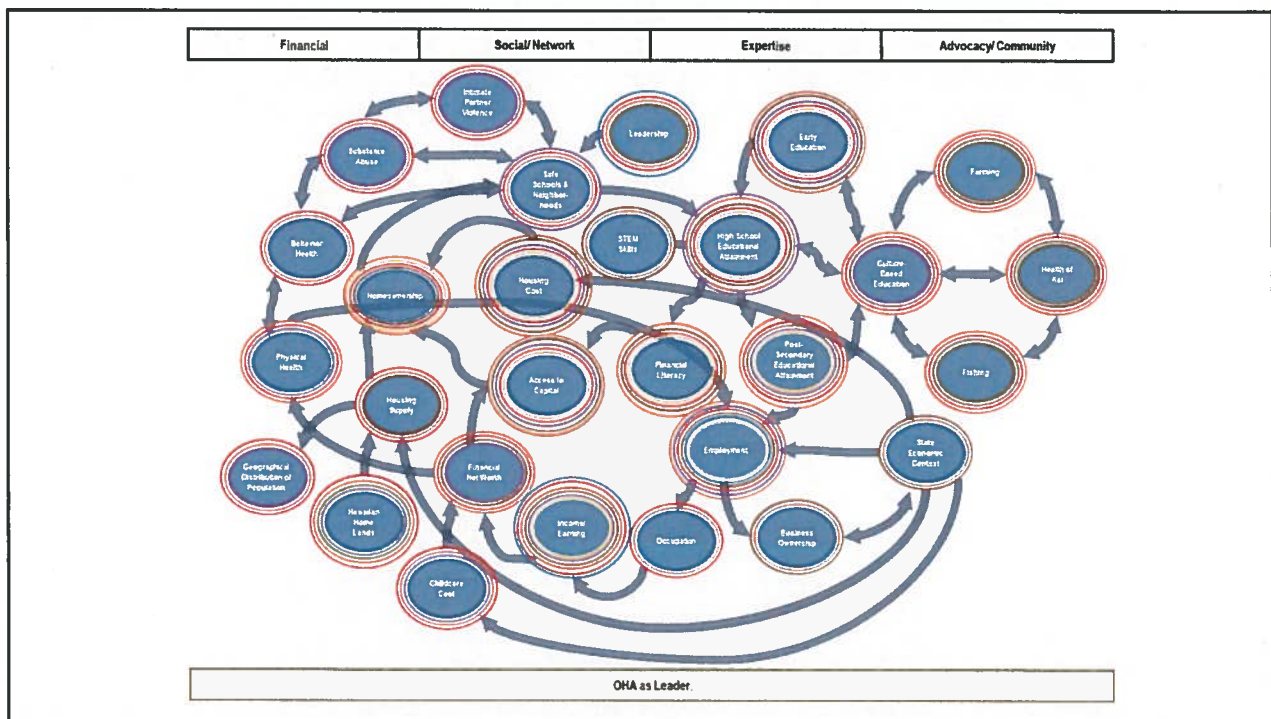 Financial
Social/ Network
Expertise
Advocacy/ Community
Intimate
Partner
Violence
Leadership
Early
Education
Substance
Abuse
Farming
Safe
Schools &
Neighbor-
hoods
STEM
Skills
High School
Educational
Attainment
Behavior
Health
Culture-
Based
Education
Health of
Kai
Homeownership
Housing
Cost
Physical
Health
Financial
Literacy
Post-
Secondary
Educational
Attainment
Fishing
Access to
Capital
Housing
Supply
Employment
State
Economic
Context
Geographical
Distribution of
Population
Financial
Net Worth
Hawaiian
Home
Lands
Income/
Earning
Occupation
Business
Ownership
Childcare
Cost
OHA as Leader.